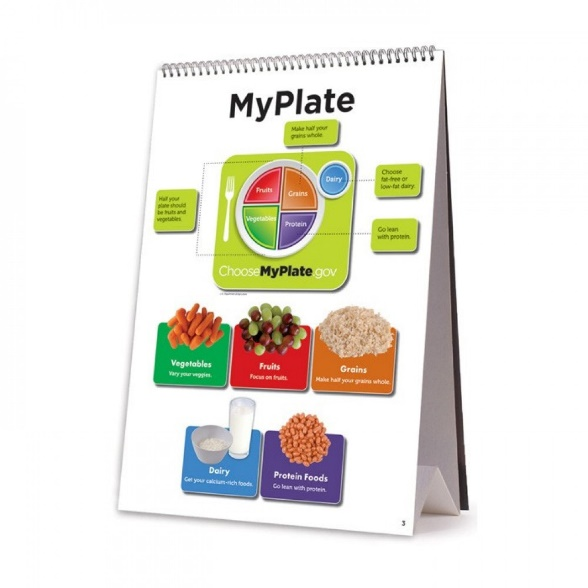 MyPlate
Make half your
grains whole.
Half your
plate should
be fruits and
vegetables.
Fruits
Grains
Vegetables
Protein
Dairy
Choose
fat-free or
low-fat dairy.
Go lean
with protein.
ChooseMyPlate.gov
Vegetables
Vary your veggies.
Fruits
Focus on fruits.
Grains
Make half your grains whole.
Dairy
Get your calcium-rich foods.
Protein Foods
Go lean with protein.
3